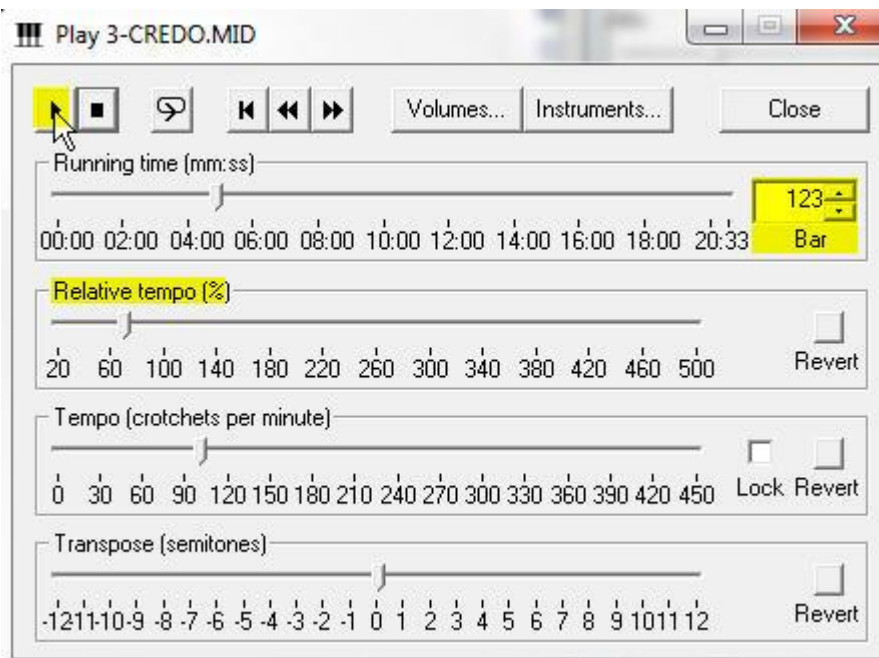 Play 3-CREDO.MID
Volumes... Instruments... Close
Running time (mm:ss)
123
00:00 02:00 04:00 06:00 08:00 10:00 12:00 14:00 16:00 18:00 20:33 Bar
Relative tempo (%)
20 60 100 140 180 220 260 300 340 380 420 460 500 Revert
Tempo (crotchets per minute)
0 30 60 90 120 150 180 210 240 270 300 330 360 390 420 450 Lock Revert
Transpose (semitones)
-12 11 -10 -9 -8 -7 -6 -5 -4 -3 -2 -1 0 1 2 3 4 5 6 7 8 9 10 11 12 Revert